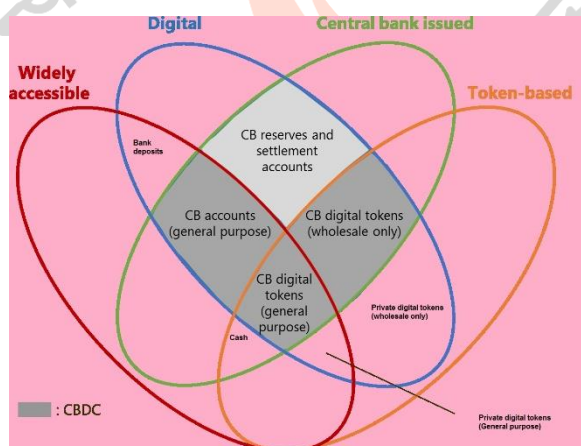 Digital
Central bank issued
Widely
accessible
Token-based
Bank
deposits
CB reserves and
settlement
accounts
CB accounts
(general purpose)
CB digital tokens
(wholesale only)
CB digital
tokens
(general
purpose)
Cash
Private digital tokens
(wholesale only)
: CBDC
Private digital tokens
(General purpose)